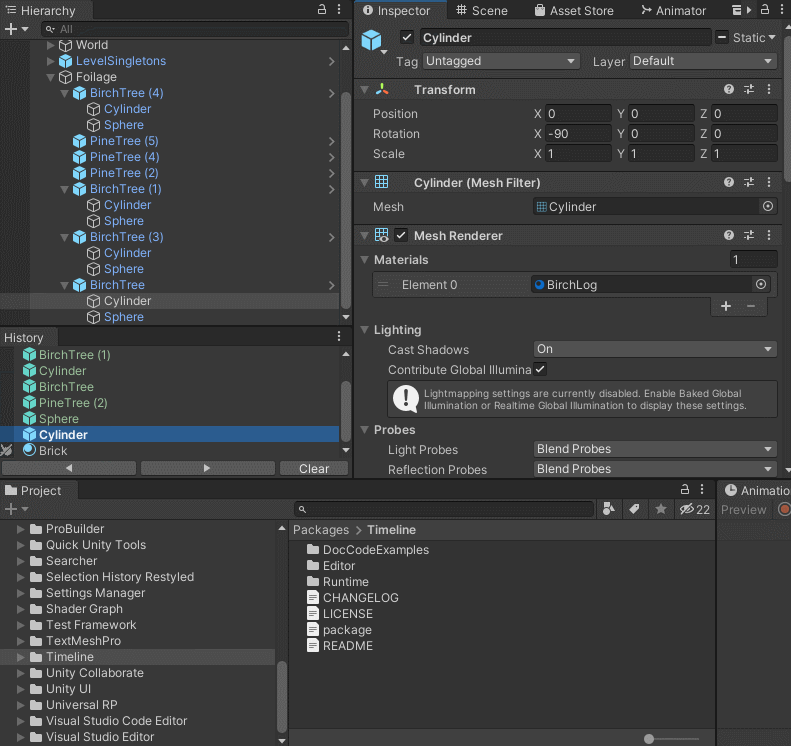 Hierarchy
All
World
LevelSingletons
Foilage
BirchTree (4)
Cylinder
Sphere
PineTree (5)
PineTree (4)
PineTree (2)
BirchTree (1)
Cylinder
Sphere
BirchTree (3)
Cylinder
Sphere
BirchTree
Cylinder
Sphere
History
BirchTree (1)
Cylinder
BirchTree
PineTree (2)
Sphere
Cylinder
Brick
Clear
Inspector Scene Asset Store Animator
Cylinder Static
Tag Untagged Layer Default
Transform
Position X 0 Y 0 Z 0
Rotation X -90 Y 0 Z 0
Scale X 1 Y 1 Z 1
Cylinder (Mesh Filter)
Mesh Cylinder
Mesh Renderer
Materials 1
Element 0 BirchLog
Lighting
Cast Shadows On
Contribute Global Illumina
Lightmapping settings are currently disabled. Enable Baked Global
Illumination or Realtime Global Illumination to display these settings.
Probes
Light Probes Blend Probes
Reflection Probes Blend Probes
Project
22
ProBuilder
Quick Unity Tools
Searcher
Selection History Restyled
Settings Manager
Shader Graph
Test Framework
TextMeshPro
Timeline
Unity Collaborate
Unity UI
Universal RP
Visual Studio Code Editor
Visual Studio Editor
Packages > Timeline
DocCodeExamples
Editor
Runtime
CHANGELOG
LICENSE
package
README
Animatio
Preview